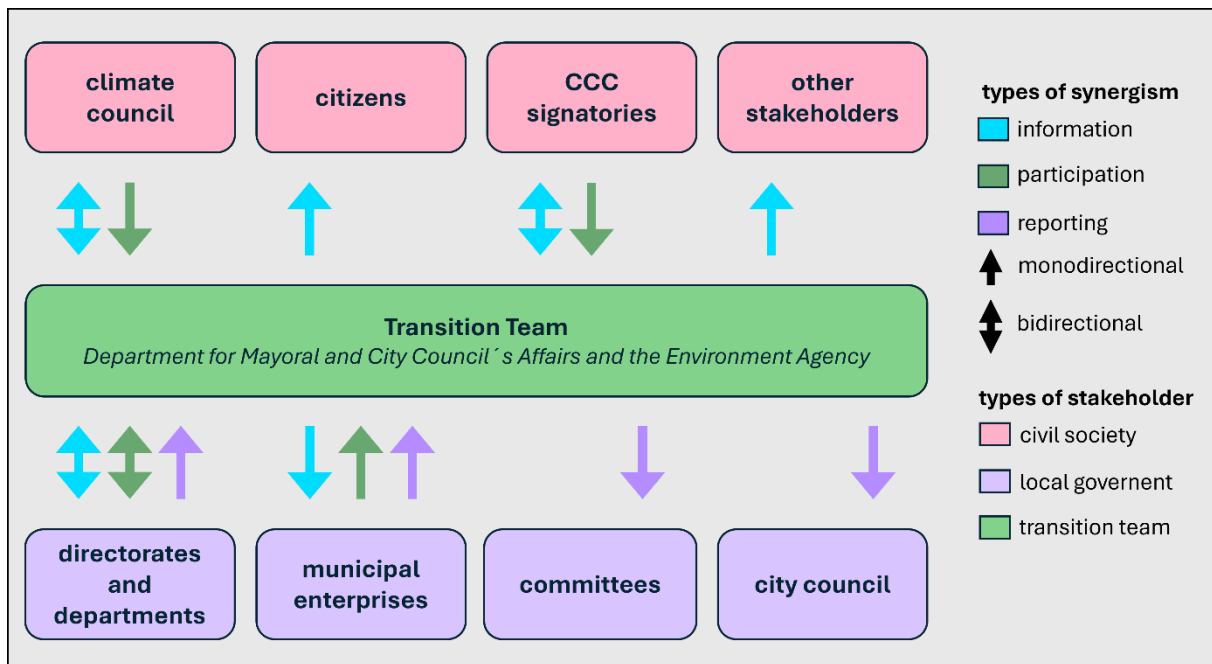 climate
council
citizens
CCC
signatories
other
stakeholders
types of synergism
information
participation
reporting
monodirectional
bidirectional
Transition Team
Department for Mayoral and City Council´s Affairs and the Environment Agency
types of stakeholder
civil society
local governent
transition team
directorates
and
departments
municipal
enterprises
committees
city council